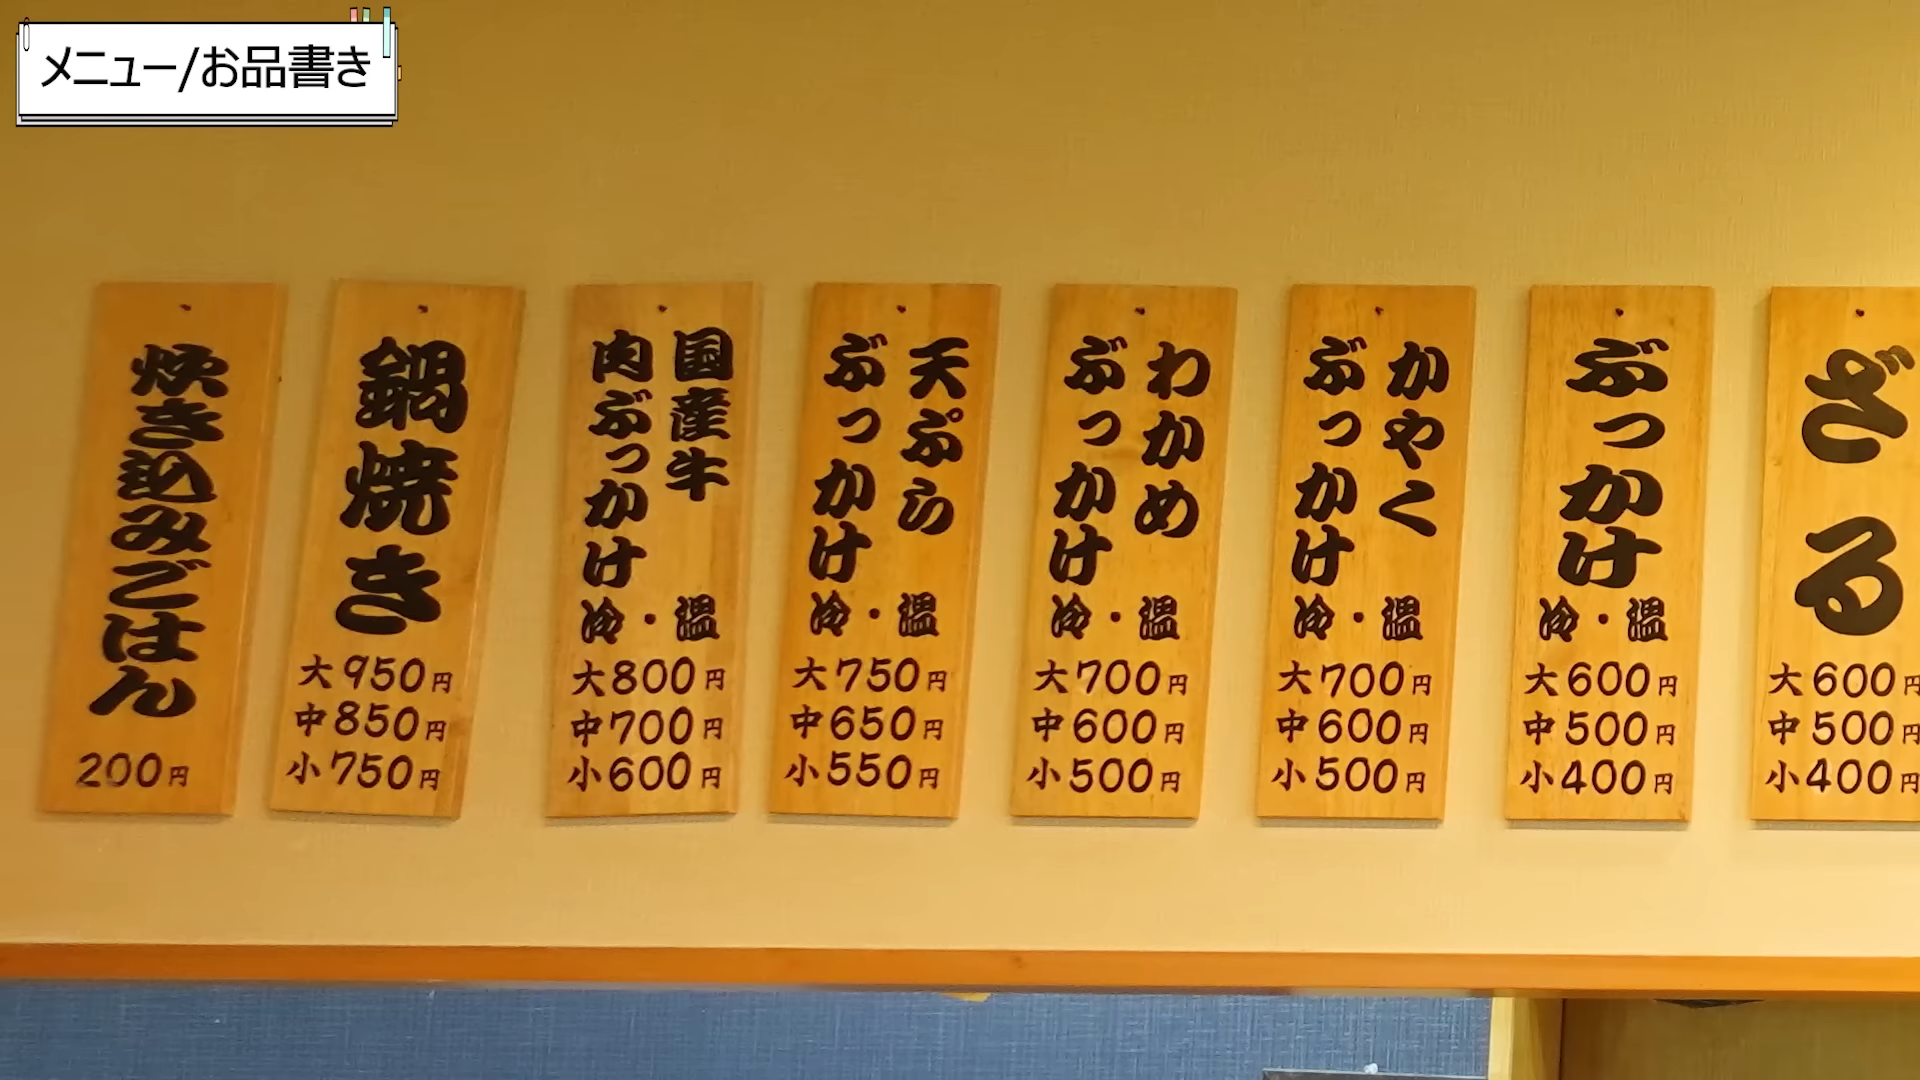 メニュー/お品書き
ざる
大600円
中500円
小400円
ぶっかけ
冷・温
大600円
中500円
小400円
かやく
ぶっかけ
冷・温
大700円
中600円
小500円
わかめ
ぶっかけ
冷・温
大700円
中600円
小500円
天ぷら
ぶっかけ
冷・温
大750円
中650円
小550円
国産牛
肉ぶっかけ
冷・温
大800円
中700円
小600円
鍋焼き
大950円
中850円
小750円
炊き込みごはん
200円